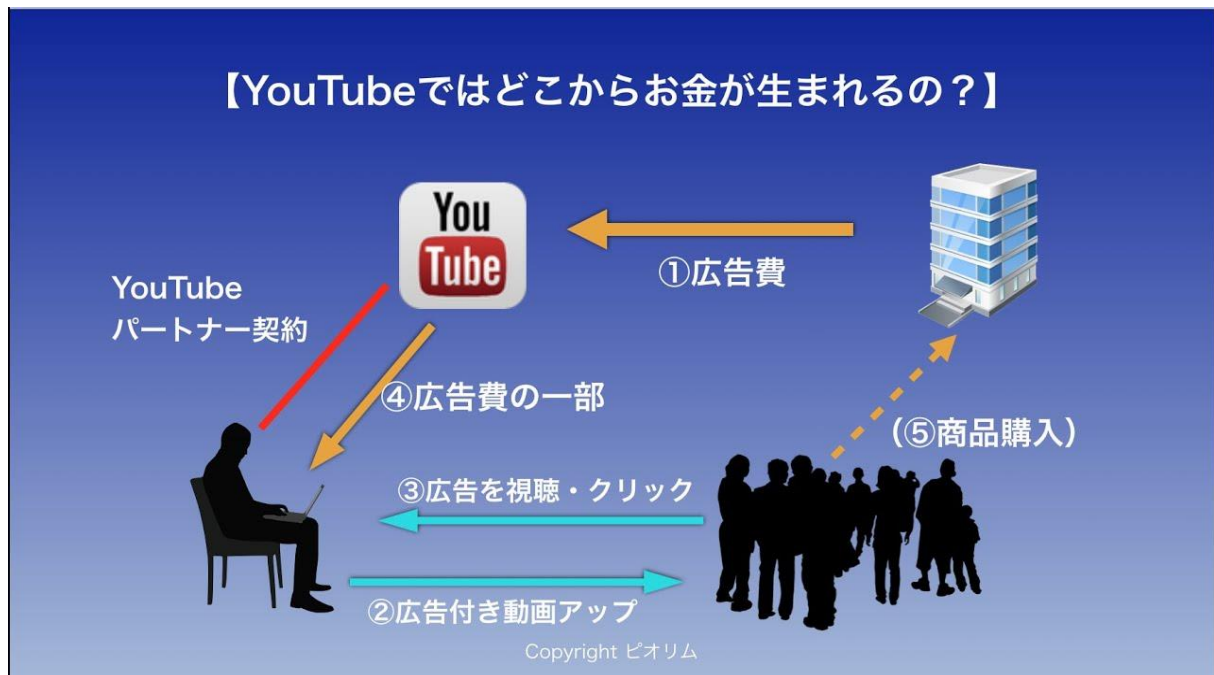 【YouTubeではどこからお金が生まれるの？】
You
Tube
①広告費
YouTube
パートナー契約
④広告費の一部
（⑤商品購入）
③広告を視聴・クリック
②広告付き動画アップ
Copyright ピオリム